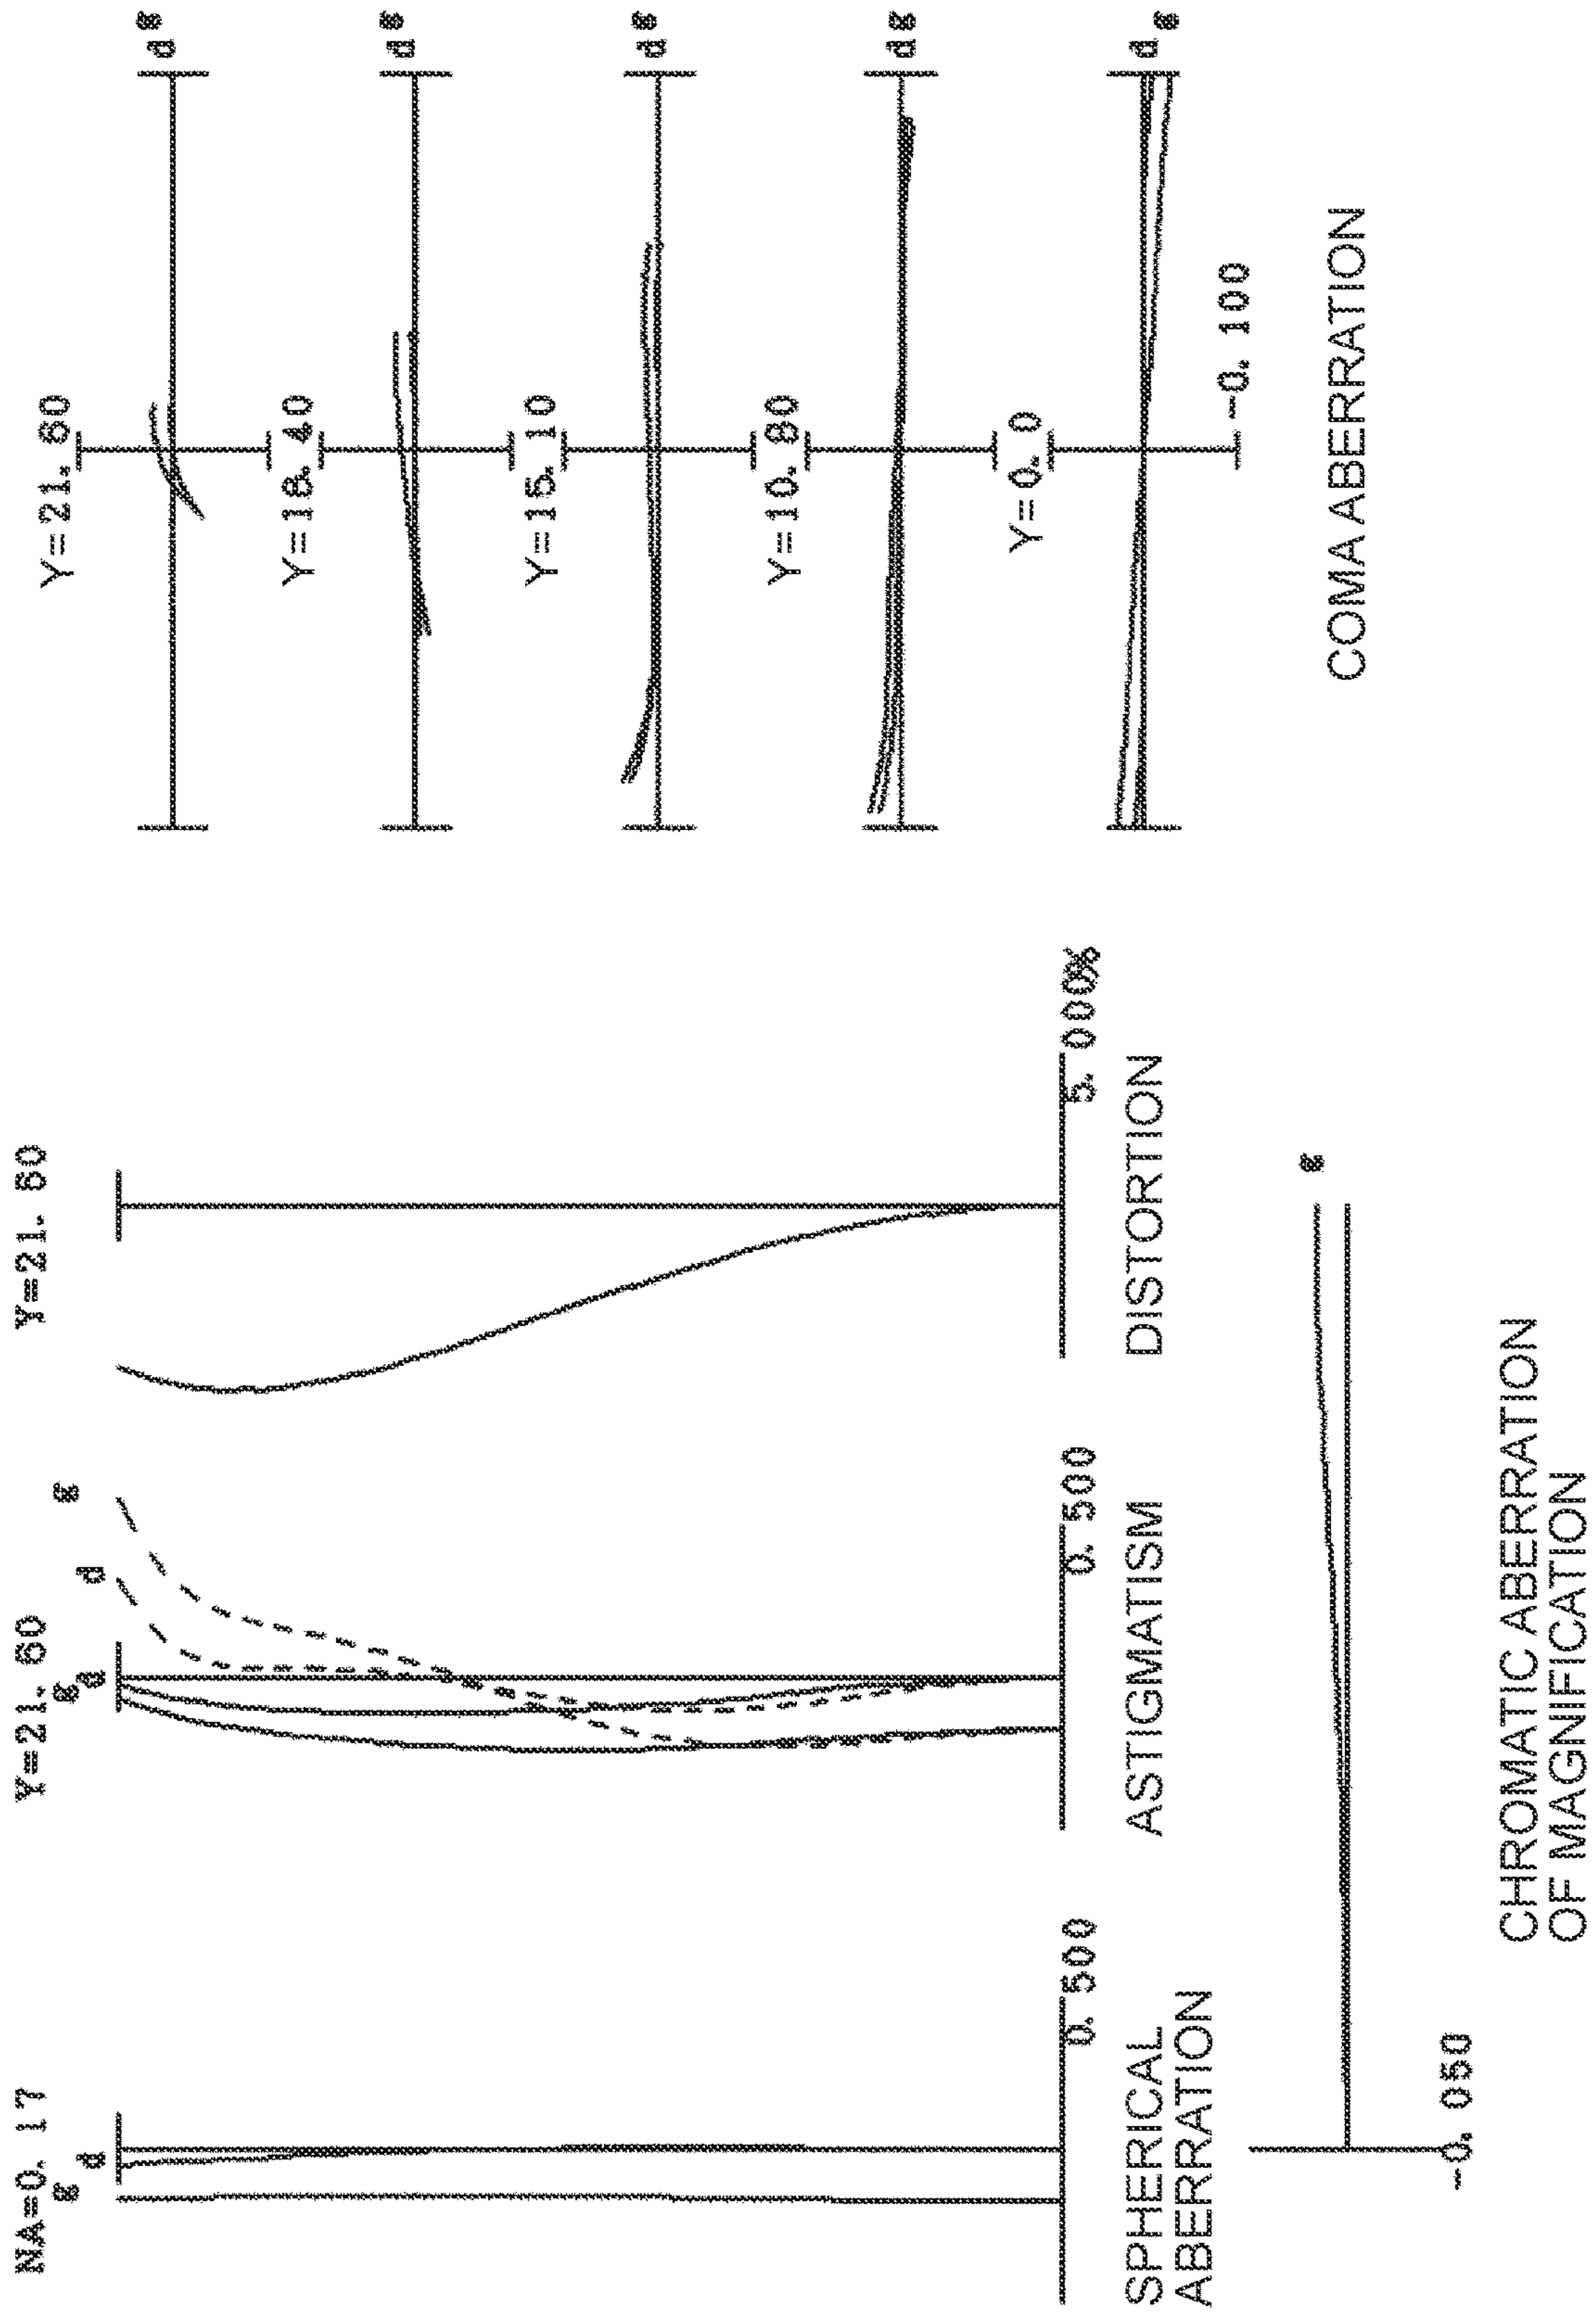 NA=0. 17
g
d
0. 500
SPHERICAL
ABERRATION
Y=21. 60
g
d
d
g
0. 500
ASTIGMATISM
Y=21. 60
5. 000%
DISTORTION
Y=21. 60
d
g
Y=18. 40
d
g
Y=15. 10
d
g
Y=10. 80
d
g
Y=0. 0
d
g
-0. 100
COMA ABERRATION
g
-0. 050
CHROMATIC ABERRATION
OF MAGNIFICATION